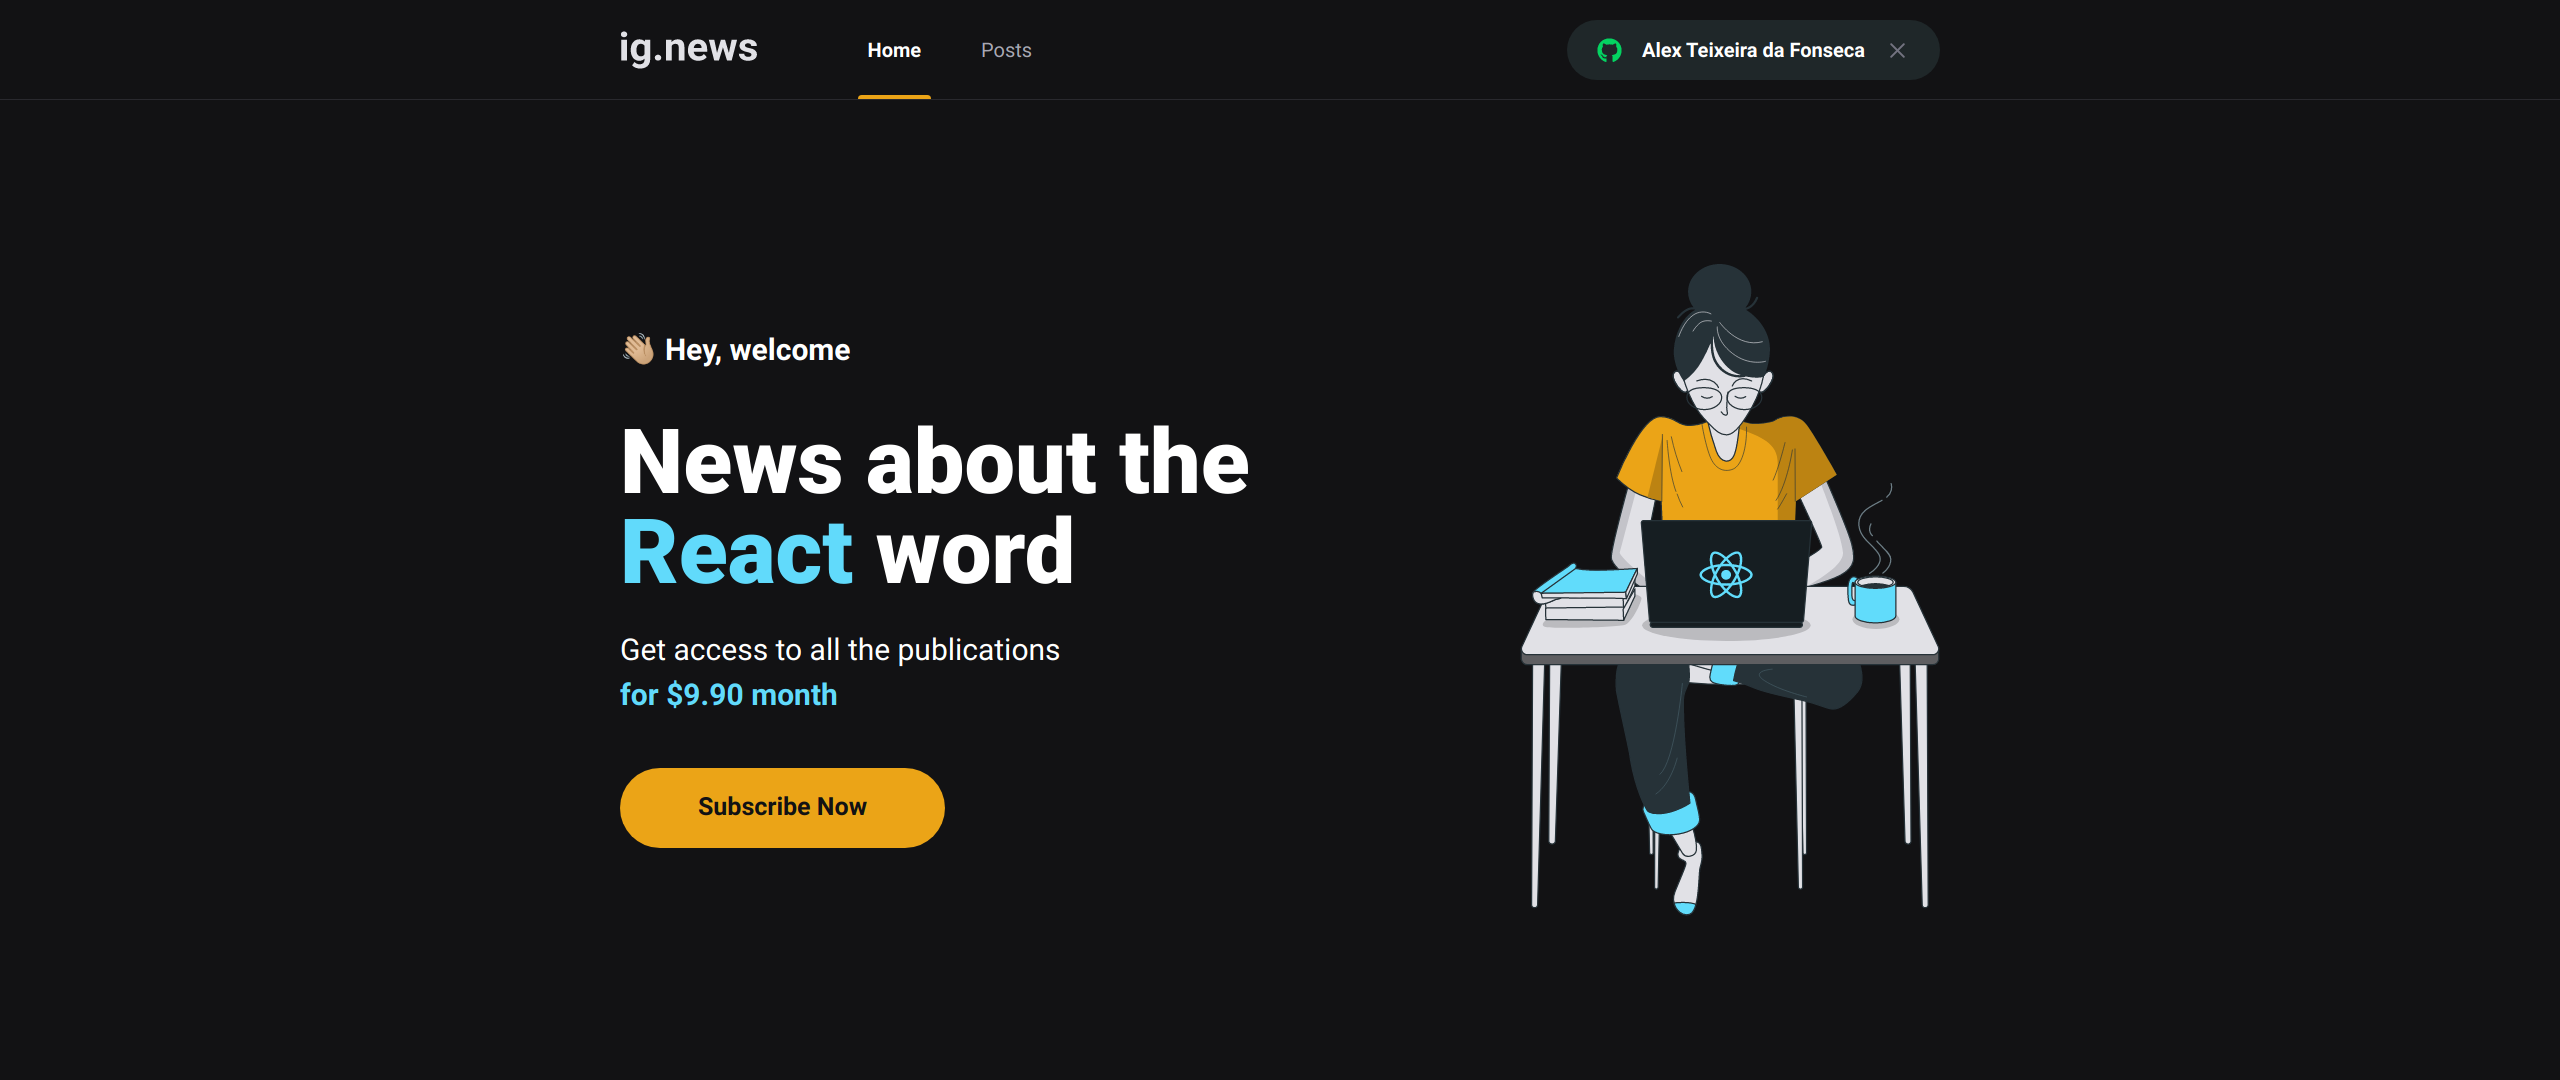 ig.news
Home
Posts
Alex Teixeira da Fonseca
👋🏼 Hey, welcome
News about the
React word
Get access to all the publications
for $9.90 month
Subscribe Now